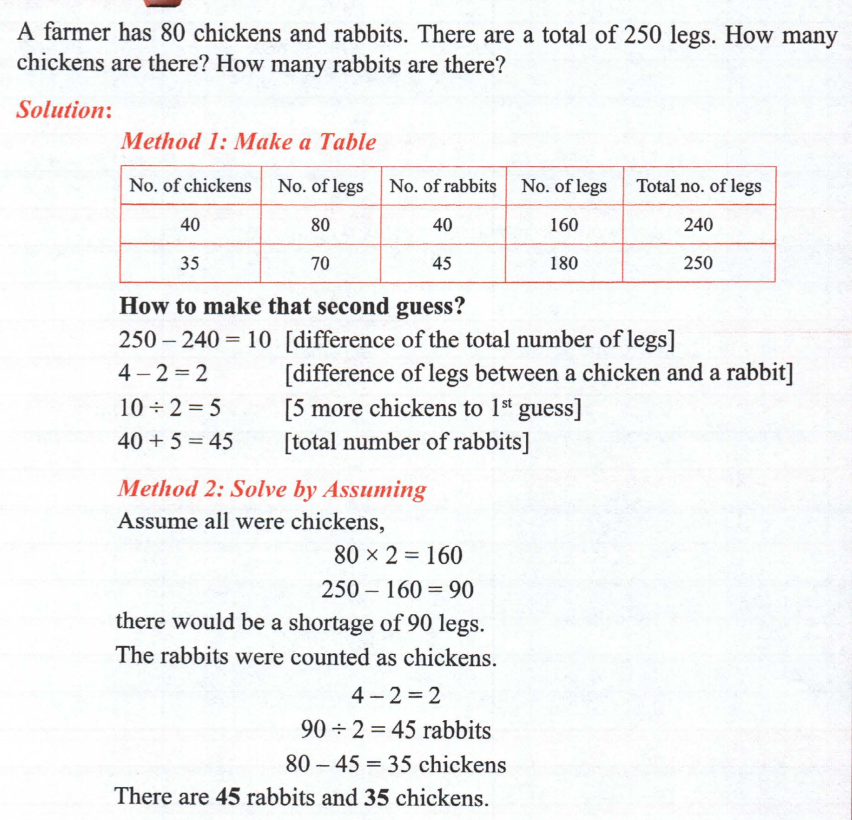 A farmer has 80 chickens and rabbits. There are a total of 250 legs. How many
chickens are there? How many rabbits are there?
Solution:
Method 1: Make a Table
No. of chickens No. of legs No. of rabbits No. of legs Total no. of legs
40 80 40 160 240
35 70 45 180 250
How to make that second guess?
250 – 240 = 10 [difference of the total number of legs]
4 – 2 = 2 [difference of legs between a chicken and a rabbit]
10 ÷ 2 = 5 [5 more chickens to 1st guess]
40 + 5 = 45 [total number of rabbits]
Method 2: Solve by Assuming
Assume all were chickens,
80 × 2 = 160
250 – 160 = 90
there would be a shortage of 90 legs.
The rabbits were counted as chickens.
4 – 2 = 2
90 ÷ 2 = 45 rabbits
80 – 45 = 35 chickens
There are 45 rabbits and 35 chickens.